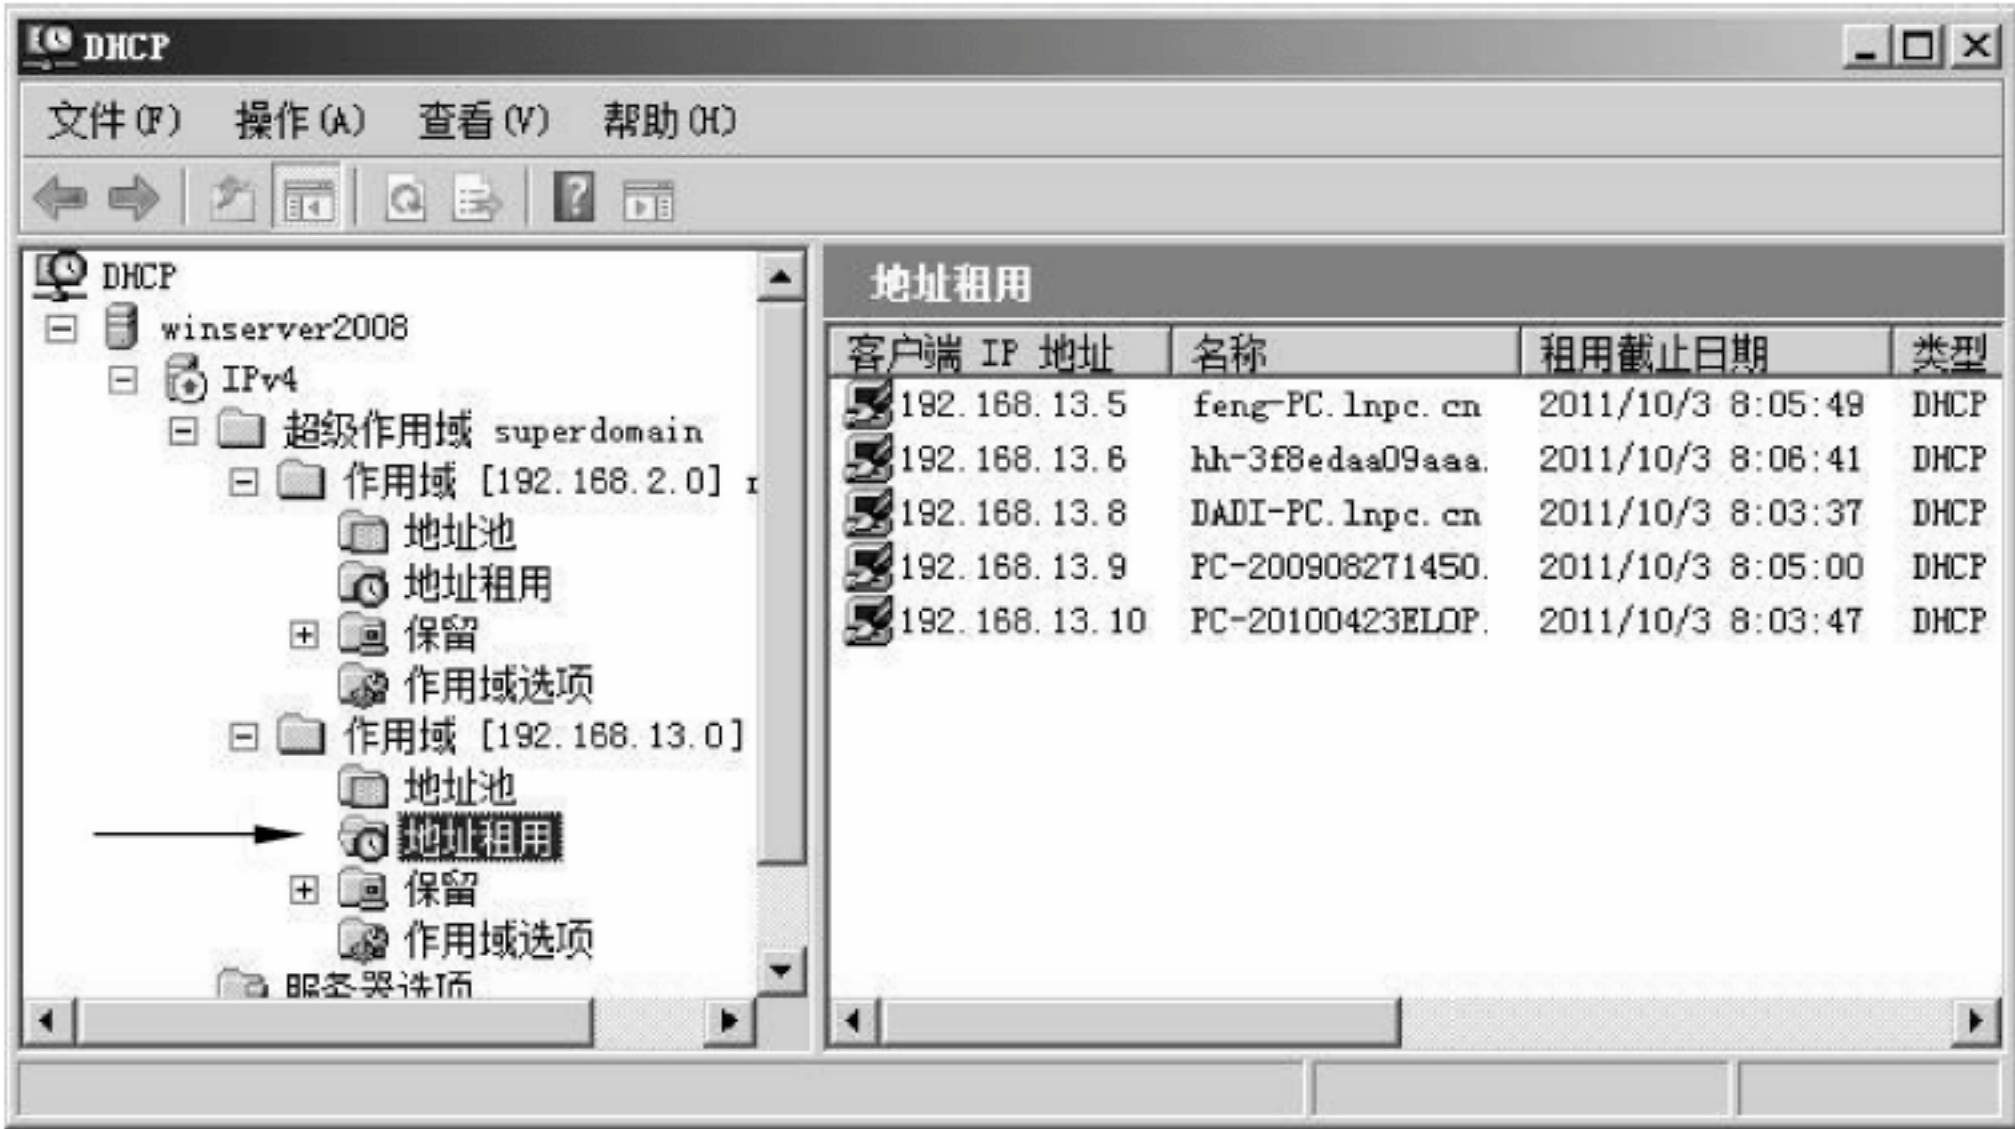 DHCP
文件(F) 操作(A) 查看(V) 帮助(H)
DHCP
winserver2008
IPv4
超级作用域 superdomain
作用域 [192.168.2.0]
地址池
地址租用
保留
作用域选项
作用域 [192.168.13.0]
地址池
地址租用
保留
作用域选项
服务器选项
地址租用
客户端 IP 地址 名称 租用截止日期 类型
192.168.13.5 feng-PC.lnpc.cn 2011/10/3 8:05:49 DHCP
192.168.13.6 hh-3f8edaa09aaa. 2011/10/3 8:06:41 DHCP
192.168.13.8 DADI-PC.lnpc.cn 2011/10/3 8:03:37 DHCP
192.168.13.9 PC-200908271450. 2011/10/3 8:05:00 DHCP
192.168.13.10 PC-20100423ELOP. 2011/10/3 8:03:47 DHCP